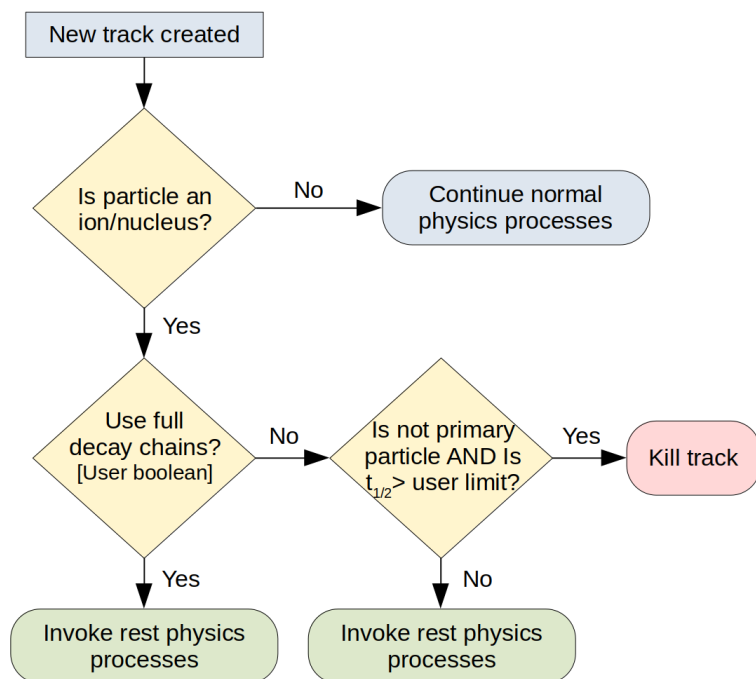 New track created
Is particle an
ion/nucleus?
No
Continue normal
physics processes
Yes
Use full
decay chains?
[User boolean]
No
Is not primary
particle AND Is
t1/2> user limit?
Yes
Kill track
Yes
No
Invoke rest physics
processes
Invoke rest physics
processes